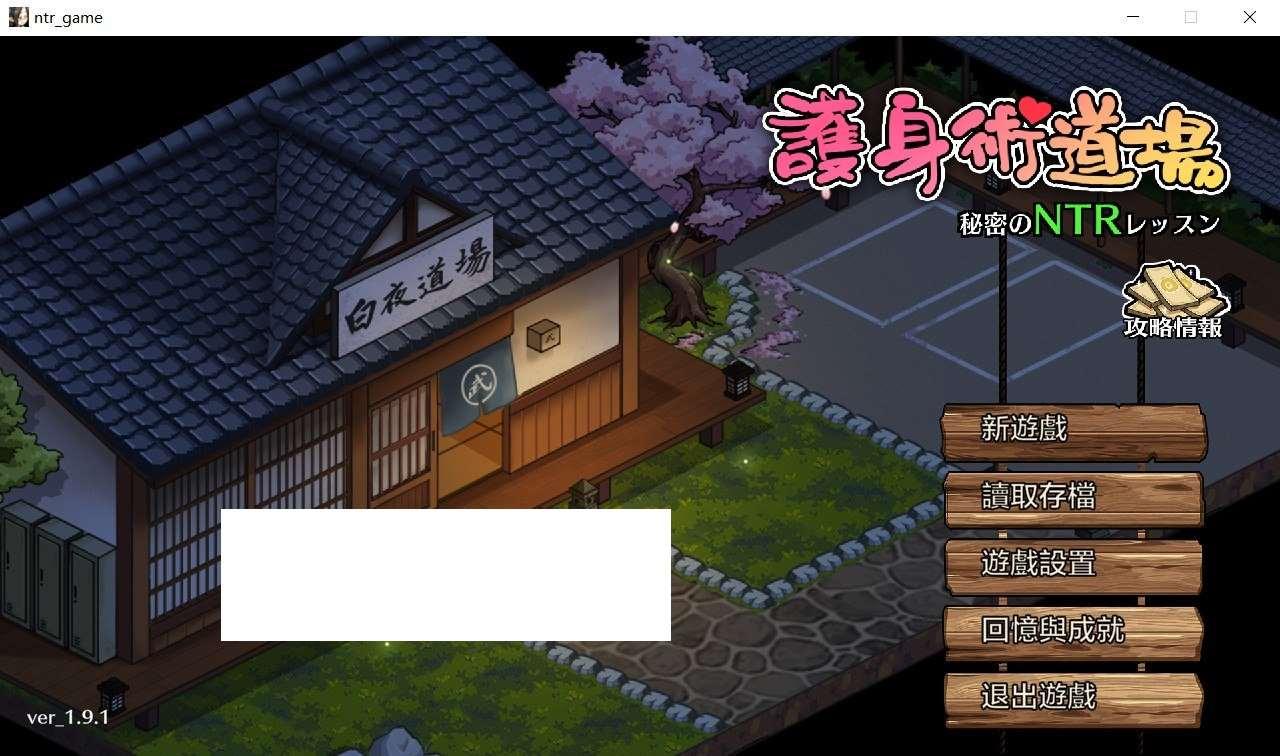 ntr_game
護身術道場
秘密のNTRレッスン
攻略情報
白夜道場
武
新遊戲
讀取存檔
遊戲設置
回憶與成就
退出遊戲
ver_1.9.1